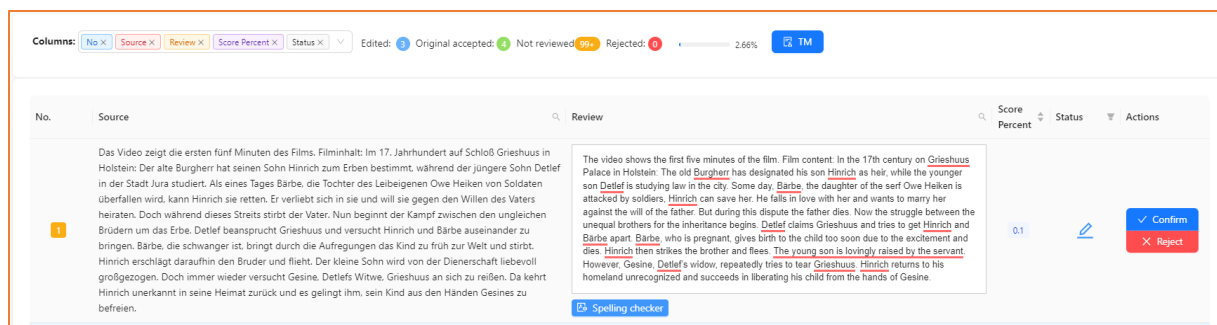 Columns: No × Source × Review × Score Percent × Status × Edited: 3 Original accepted: 4 Not reviewed 99+ Rejected: 0 2.66% TM
No. Source Review Score Percent Status Actions
Das Video zeigt die ersten fünf Minuten des Films. Filminhalt: Im 17. Jahrhundert auf Schloß Grieshuus in
Holstein: Der alte Burgherr hat seinen Sohn Hinrich zum Erben bestimmt, während der jüngere Sohn Detlef
in der Stadt Jura studiert. Als eines Tages Bärbe, die Tochter des Leibeigenen Owe Heiken von Soldaten
überfallen wird, kann Hinrich sie retten. Er verliebt sich in sie und will sie gegen den Willen des Vaters
heiraten. Doch während dieses Streits stirbt der Vater. Nun beginnt der Kampf zwischen den ungleichen
Brüdern um das Erbe. Detlef beansprucht Grieshuus und versucht Hinrich und Bärbe auseinander zu
bringen. Bärbe, die schwanger ist, bringt durch die Aufregungen das Kind zu früh zur Welt und stirbt.
Hinrich erschlägt daraufhin den Bruder und flieht. Der kleine Sohn wird von der Dienerschaft liebevoll
großgezogen. Doch immer wieder versucht Gesine, Detlefs Witwe, Grieshuus an sich zu reißen. Da kehrt
Hinrich unerkannt in seine Heimat zurück und es gelingt ihm, sein Kind aus den Händen Gesines zu
befreien.
The video shows the first five minutes of the film. Film content: In the 17th century on Grieshuus
Palace in Holstein: The old Burgherr has designated his son Hinrich as heir, while the younger
son Detlef is studying law in the city. Some day, Bärbe, the daughter of the serf Owe Heiken is
attacked by soldiers, Hinrich can save her. He falls in love with her and wants to marry her
against the will of the father. But during this dispute the father dies. Now the struggle between the
unequal brothers for the inheritance begins. Detlef claims Grieshuus and tries to get Hinrich and
Bärbe apart. Bärbe, who is pregnant, gives birth to the child too soon due to the excitement and
dies. Hinrich then strikes the brother and flees. The young son is lovingly raised by the servant.
However, Gesine, Detlef's widow, repeatedly tries to tear Grieshuus. Hinrich returns to his
homeland unrecognized and succeeds in liberating his child from the hands of Gesine.
Spelling checker
1
0.1
Confirm
Reject